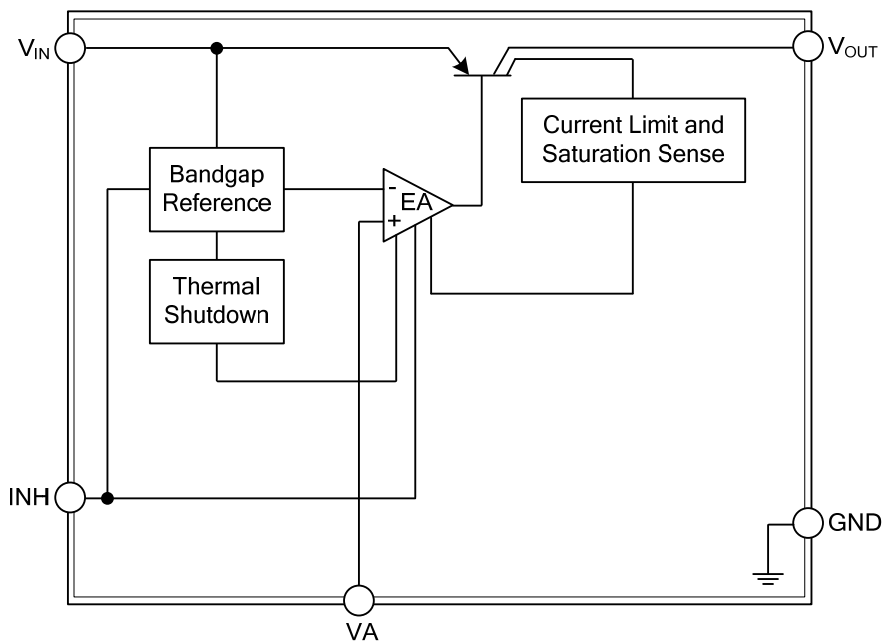 VIN
VOUT
Current Limit and
Saturation Sense
Bandgap
Reference
-
EA
+
Thermal
Shutdown
INH
GND
VA